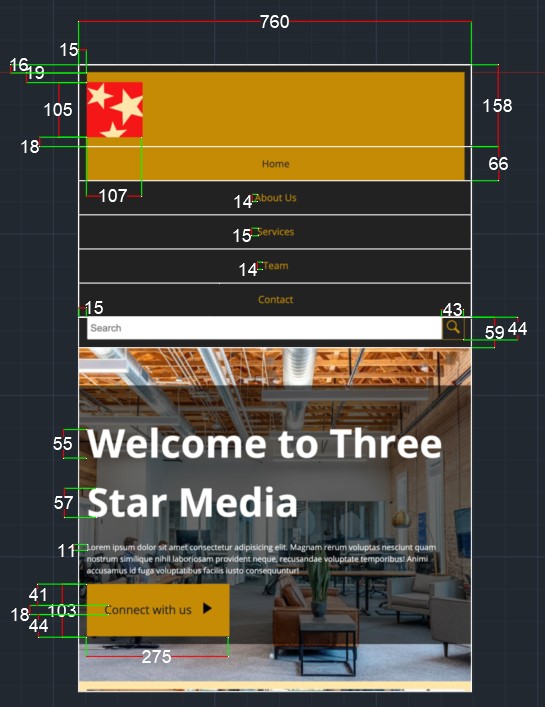 760
15
16
19
105
158
18
Home
66
107
14 About Us
15 Services
14 Team
Contact
15
43
Search
59 44
Welcome to Three
55
Star Media
57
11 Lorem ipsum dolor sit amet consectetur adipisicing elit. Magnam rerum voluptas nesciunt quam
nostrum similique nihil laboriosam provident neque, recusandae voluptate temporibus! Animi
accusamus id fuga voluptatibus facilis iusto consequuntur!
41
18 103 Connect with us
44
275